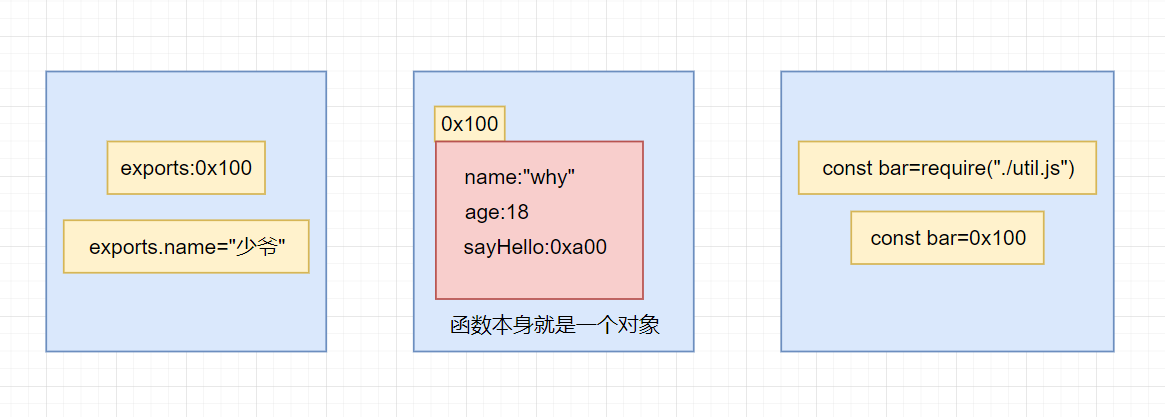 exports:0x100
exports.name="少爷"
0x100
name:"why"
age:18
sayHello:0xa00
函数本身就是一个对象
const bar=require("./util.js")
const bar=0x100